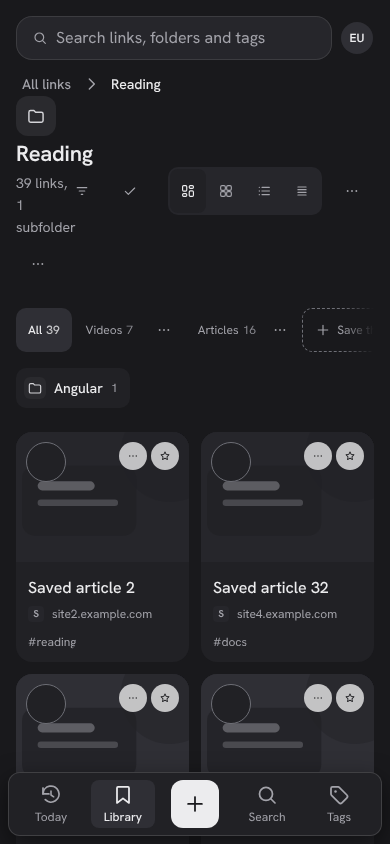 Search links, folders and tags
EU
All links > Reading
Reading
39 links,
1
subfolder
All 39
Videos 7
Articles 16
+ Save
Angular 1
Saved article 2
S site2.example.com
#reading
Saved article 32
S site4.example.com
#docs
Today
Library
Search
Tags